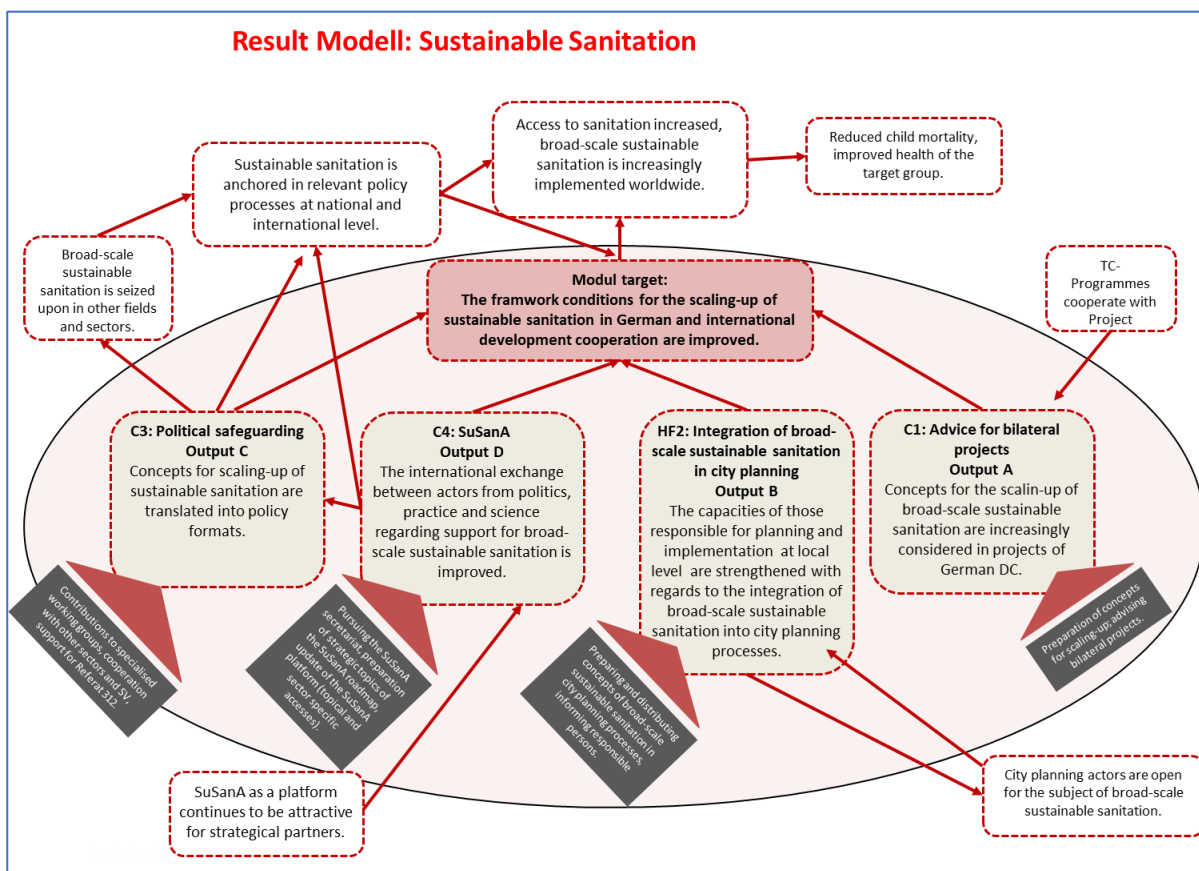 Result Modell: Sustainable Sanitation
Access to sanitation increased,
broad-scale sustainable
sanitation is increasingly
implemented worldwide.
Reduced child mortality,
improved health of the
target group.
Sustainable sanitation is
anchored in relevant policy
processes at national and
international level.
Broad-scale
sustainable
sanitation is seized
upon in other fields
and sectors.
Modul target:
The framwork conditions for the scaling-up of
sustainable sanitation in German and international
development cooperation are improved.
TC-
Programmes
cooperate with
Project
C3: Political safeguarding
Output C
Concepts for scaling-up of
sustainable sanitation are
translated into policy
formats.
C4: SuSanA
Output D
The international exchange
between actors from politics,
practice and science
regarding support for broad-
scale sustainable sanitation is
improved.
HF2: Integration of broad-
scale sustainable sanitation
in city planning
Output B
The capacities of those
responsible for planning and
implementation at local
level are strengthened with
regards to the integration of
broad-scale sustainable
sanitation into city planning
processes.
C1: Advice for bilateral
projects
Output A
Concepts for the scalin-up of
broad-scale sustainable
sanitation are increasingly
considered in projects of
German DC.
Contributions to specialised
working groups, cooperation
with other sectors and SV,
support for Referat 312.
Pursuing the SuSanA
secretariat, preparation
of strategic topics of
the SuSanA roadmap,
update of the SuSanA
platform (topical and
sector specific
accesses).
Preparing and distributing
concepts of broad-scale
sustainable sanitation in
city planning processes,
informing responsible
persons.
Preparation of concepts
for scaling-up; advising
bilateral projects.
SuSanA as a platform
continues to be attractive
for strategical partners.
City planning actors are open
for the subject of broad-scale
sustainable sanitation.